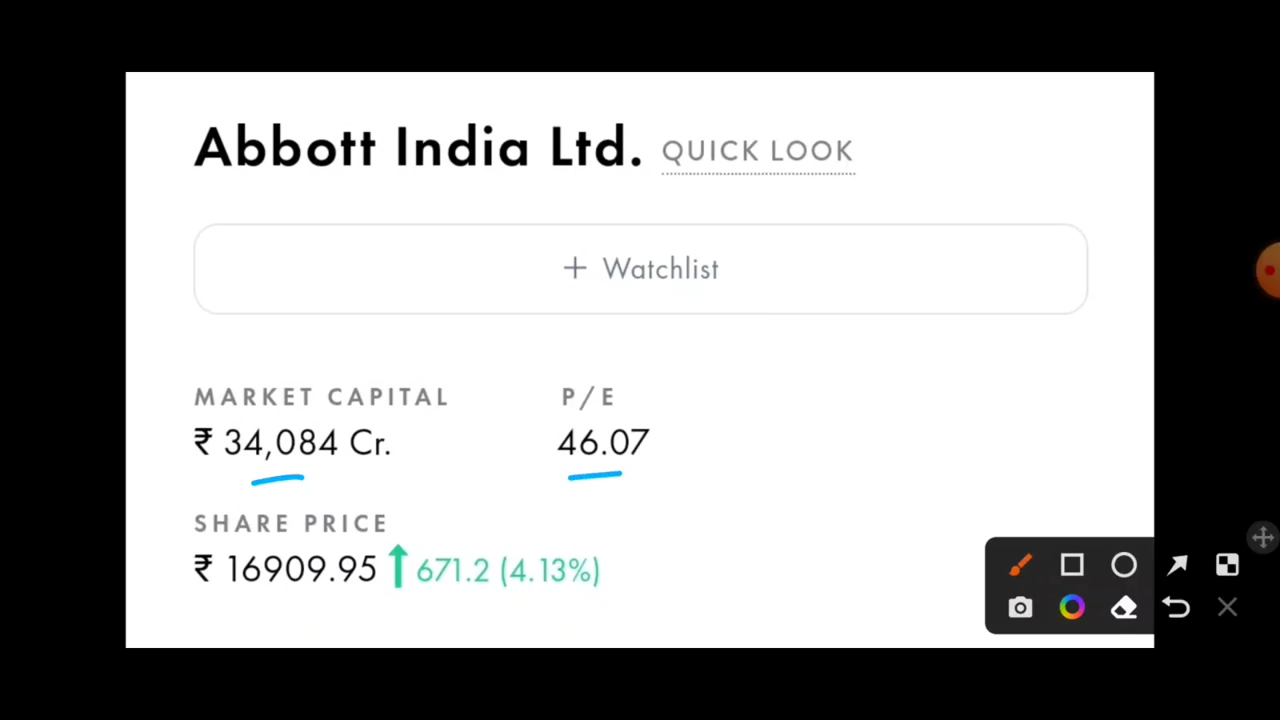 Abbott India Ltd. QUICK LOOK
+ Watchlist
MARKET CAPITAL P/E
₹ 34,084 Cr. 46.07
SHARE PRICE
₹ 16909.95 671.2 (4.13%)